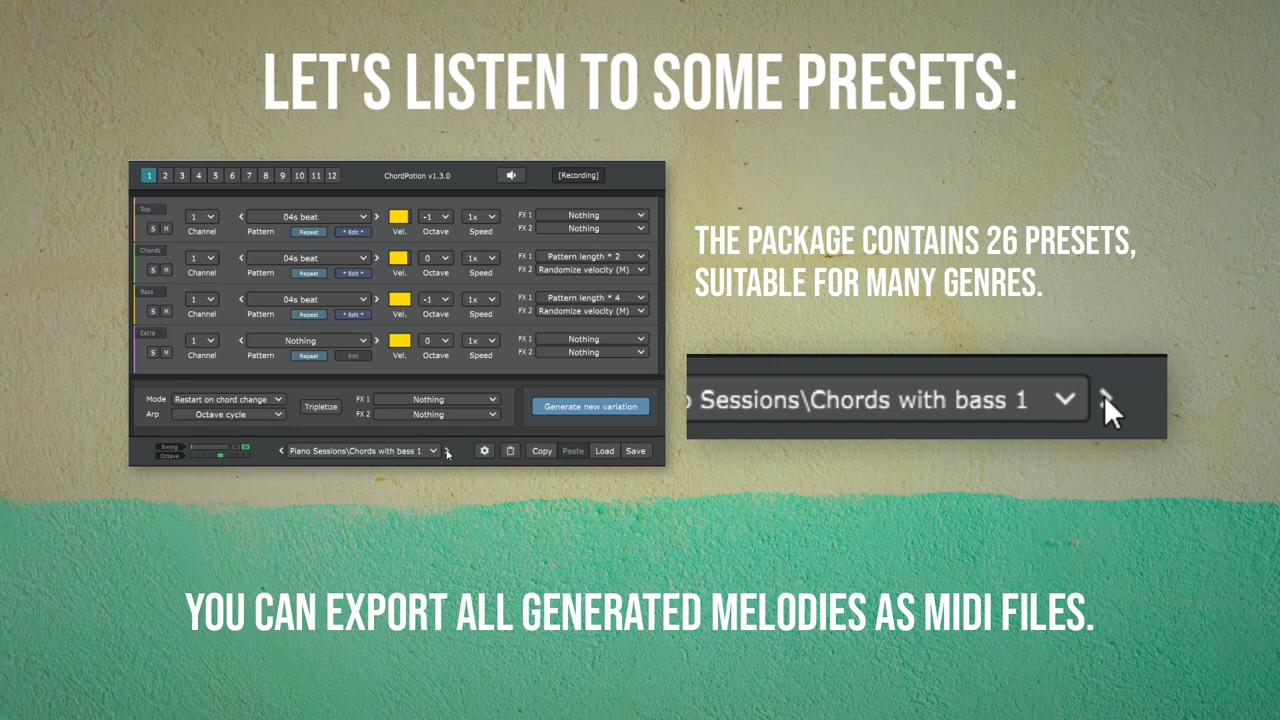 LET'S LISTEN TO SOME PRESETS:
1 2 3 4 5 6 7 8 9 10 11 12 ChordPotion v1.3.0 [Recording]
Top
S M 1 04s beat -1 1x FX 1 Nothing
FX 2 Nothing
Channel Pattern Repeat * Edit * Vel. Octave Speed
Chords
S M 1 04s beat 0 1x FX 1 Pattern length * 2
FX 2 Randomize velocity (M)
Channel Pattern Repeat * Edit * Vel. Octave Speed
Bass
S M 1 04s beat -1 1x FX 1 Pattern length * 4
FX 2 Randomize velocity (M)
Channel Pattern Repeat * Edit * Vel. Octave Speed
Extra
S M 1 Nothing 0 1x FX 1 Nothing
FX 2 Nothing
Channel Pattern Repeat Edit Vel. Octave Speed
Mode Restart on chord change Tripletize FX 1 Nothing Generate new variation
Arp Octave cycle FX 2 Nothing
Swing
Octave
Piano Sessions\Chords with bass 1 Copy Paste Load Save
THE PACKAGE CONTAINS 26 PRESETS,
SUITABLE FOR MANY GENRES.
Sessions\Chords with bass 1
YOU CAN EXPORT ALL GENERATED MELODIES AS MIDI FILES.